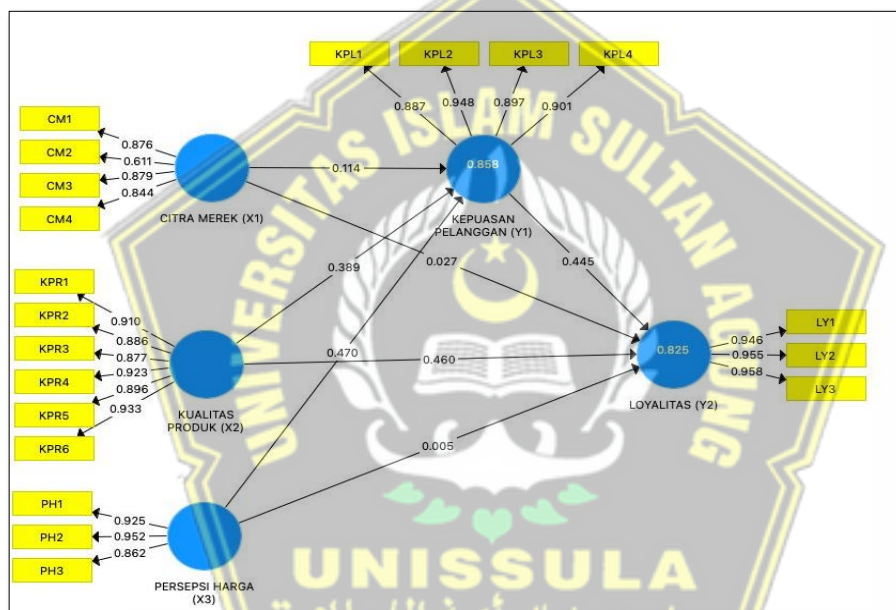 KPL1 KPL2 KPL3 KPL4
0.887 0.948 0.897 0.901
CM1
CM2
CM3
CM4
0.876
0.611
0.879
0.844
CITRA MEREK (X1)
0.114
0.858
KEPUASAN
PELANGGAN (Y1)
0.389
0.027
0.445
KPR1
KPR2
KPR3
KPR4
KPR5
KPR6
0.910
0.886
0.877
0.923
0.896
0.933
KUALITAS
PRODUK (X2)
0.470
0.460
0.825
LOYALITAS (Y2)
0.946
0.955
0.958
LY1
LY2
LY3
0.005
PH1
PH2
PH3
0.925
0.952
0.862
PERSEPSI HARGA
(X3)
UNIVERSITAS ISLAM SULTAN AGUNG
UNISSULA